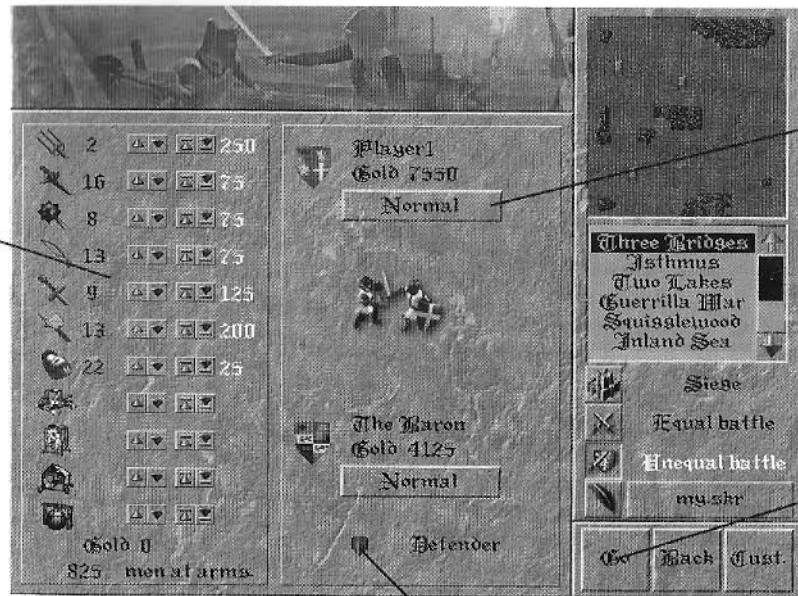 2 250
16 75
8 75
13 75
9 125
13 200
22 25
Gold 0
825 men at arms
Player1
Gold 7550
Normal
The Baron
Gold 4125
Normal
Defender
Three Bridges
Isthmus
Two Lakes
Guerrilla War
Squigglewood
Inland Sea
Siege
Equal battle
Unequal battle
my.skr
Go Back Cust.